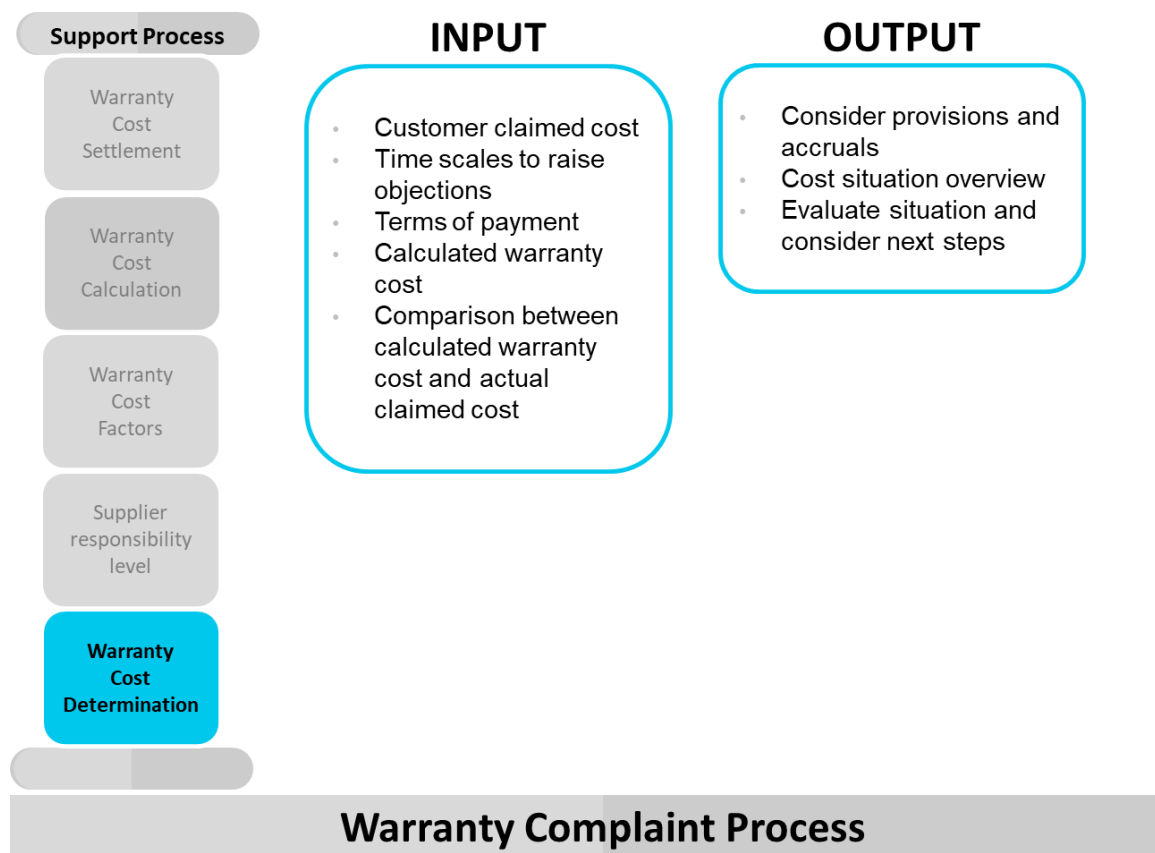 Support Process
Warranty
Cost
Settlement
Warranty
Cost
Calculation
Warranty
Cost
Factors
Supplier
responsibility
level
Warranty
Cost
Determination
INPUT
• Customer claimed cost
• Time scales to raise
objections
• Terms of payment
• Calculated warranty
cost
• Comparison between
calculated warranty
cost and actual
claimed cost
OUTPUT
• Consider provisions and
accruals
• Cost situation overview
• Evaluate situation and
consider next steps
Warranty Complaint Process